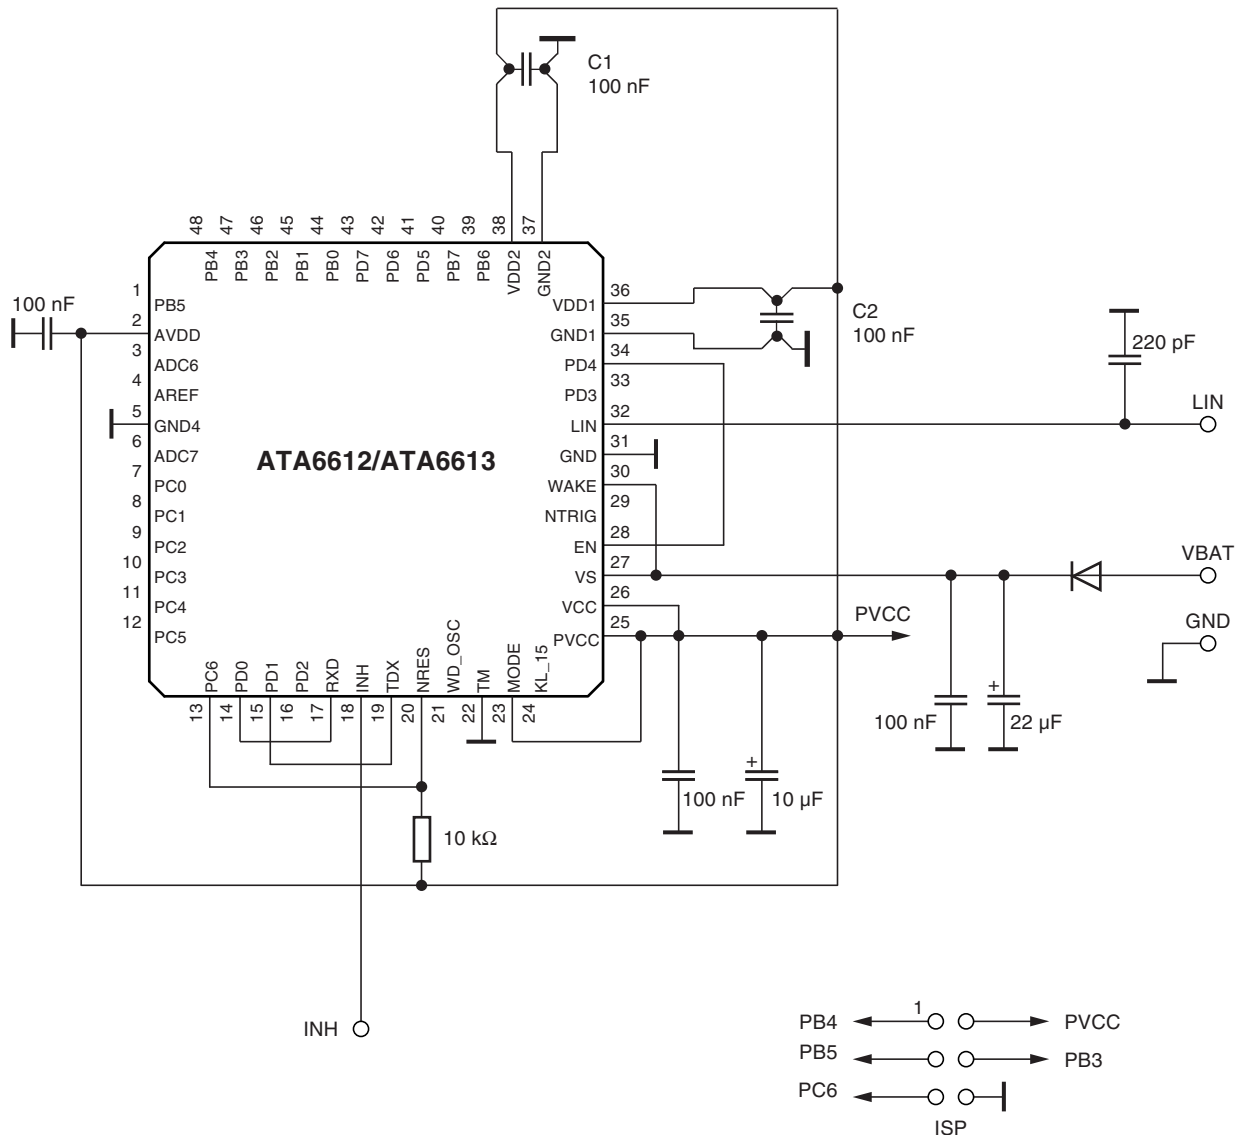 C1
100 nF
48 47 46 45 44 43 42 41 40 39 38 37
PB4 PB3 PB2 PB1 PB0 PD7 PD6 PD5 PB7 PB6 VDD2 GND2
100 nF
1 PB5
2 AVDD
3 ADC6
4 AREF
5 GND4
6 ADC7
7 PC0
8 PC1
9 PC2
10 PC3
11 PC4
12 PC5
ATA6612/ATA6613
VDD1 36
GND1 35
PD4 34
PD3 33
LIN 32
GND 31
WAKE 30
NTRIG 29
EN 28
VS 27
VCC 26
PVCC 25
C2
100 nF
220 pF
LIN
VBAT
GND
PVCC
PC6 PD0 PD1 PD2 RXD INH TDX NRES WD_OSC TM MODE KL_15
13 14 15 16 17 18 19 20 21 22 23 24
100 nF
+
22 µF
100 nF
+
10 µF
10 kΩ
INH
PB4 1 PVCC
PB5 PB3
PC6
ISP